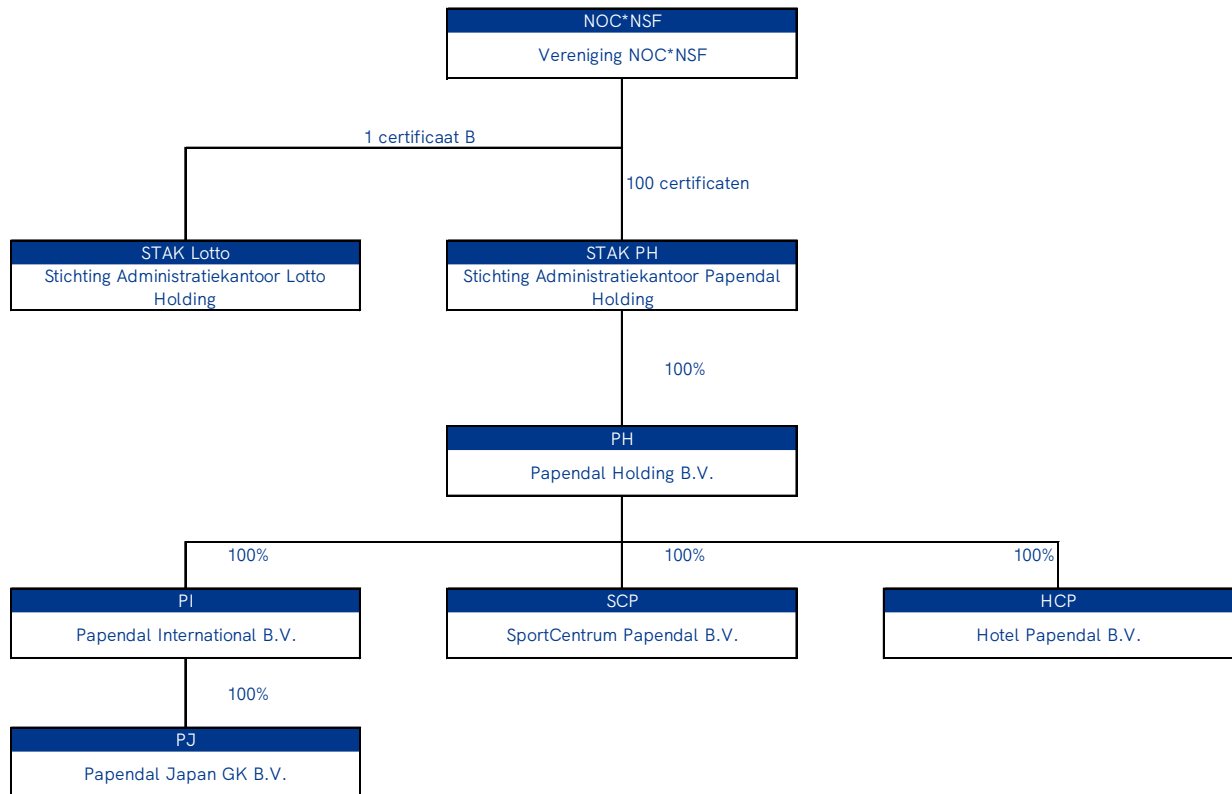 NOC*NSF
Vereniging NOC*NSF
1 certificaat B
100 certificaten
STAK Lotto
Stichting Administratiekantoor Lotto
Holding
STAK PH
Stichting Administratiekantoor Papendal
Holding
100%
PH
Papendal Holding B.V.
100%
100%
100%
PI
Papendal International B.V.
SCP
SportCentrum Papendal B.V.
HCP
Hotel Papendal B.V.
100%
PJ
Papendal Japan GK B.V.